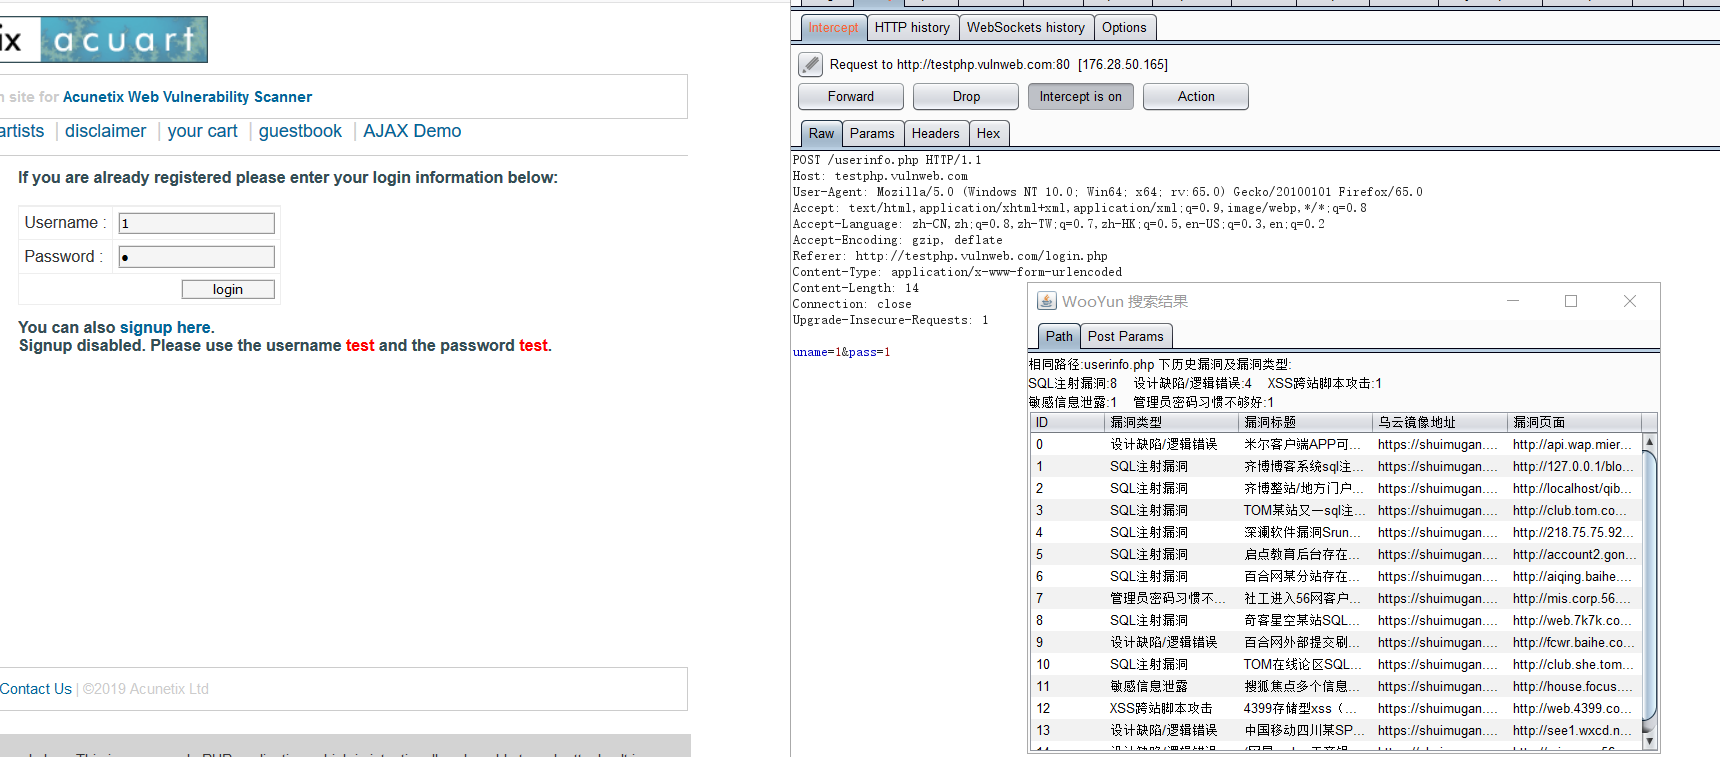 ix acuart
site for Acunetix Web Vulnerability Scanner
artists | disclaimer | your cart | guestbook | AJAX Demo
If you are already registered please enter your login information below:
Username : 1
Password : ●
login
You can also signup here.
Signup disabled. Please use the username test and the password test.
Contact Us | ©2019 Acunetix Ltd
Intercept HTTP history WebSockets history Options
Request to http://testphp.vulnweb.com:80 [176.28.50.165]
Forward Drop Intercept is on Action
Raw Params Headers Hex
POST /userinfo.php HTTP/1.1
Host: testphp.vulnweb.com
User-Agent: Mozilla/5.0 (Windows NT 10.0; Win64; x64; rv:65.0) Gecko/20100101 Firefox/65.0
Accept: text/html,application/xhtml+xml,application/xml;q=0.9,image/webp,*/*;q=0.8
Accept-Language: zh-CN,zh;q=0.8,zh-TW;q=0.7,zh-HK;q=0.5,en-US;q=0.3,en;q=0.2
Accept-Encoding: gzip, deflate
Referer: http://testphp.vulnweb.com/login.php
Content-Type: application/x-www-form-urlencoded
Content-Length: 14
Connection: close
Upgrade-Insecure-Requests: 1
uname=1&pass=1
WooYun 搜索结果
Path Post Params
相同路径:userinfo.php 下历史漏洞及漏洞类型:
SQL注射漏洞:8 设计缺陷/逻辑错误:4 XSS跨站脚本攻击:1
敏感信息泄露:1 管理员密码习惯不够好:1
ID 漏洞类型 漏洞标题 乌云镜像地址 漏洞页面
0 设计缺陷/逻辑错误 米尔客户端APP可... https://shuimugan.... http://api.wap.mier...
1 SQL注射漏洞 齐博博客系统sql注... https://shuimugan.... http://127.0.0.1/blo...
2 SQL注射漏洞 齐博整站/地方门户... https://shuimugan.... http://localhost/qib...
3 SQL注射漏洞 TOM某站又一sql注... https://shuimugan.... http://club.tom.co...
4 SQL注射漏洞 深澜软件漏洞Srun... https://shuimugan.... http://218.75.75.92...
5 SQL注射漏洞 启点教育后台存在... https://shuimugan.... http://account2.gon...
6 SQL注射漏洞 百合网某分站存在... https://shuimugan.... http://aiqing.baihe....
7 管理员密码习惯不... 社工进入56网客户... https://shuimugan.... http://mis.corp.56....
8 SQL注射漏洞 奇客星空某站SQL... https://shuimugan.... http://web.7k7k.co...
9 设计缺陷/逻辑错误 百合网外部提交刷... https://shuimugan.... http://fcwr.baihe.co...
10 SQL注射漏洞 TOM在线论区SQL... https://shuimugan.... http://club.she.tom...
11 敏感信息泄露 搜狐焦点多个信息... https://shuimugan.... http://house.focus....
12 XSS跨站脚本攻击 4399存储型xss（... https://shuimugan.... http://web.4399.co...
13 设计缺陷/逻辑错误 中国移动四川某SP... https://shuimugan.... http://see1.wxcd.n...